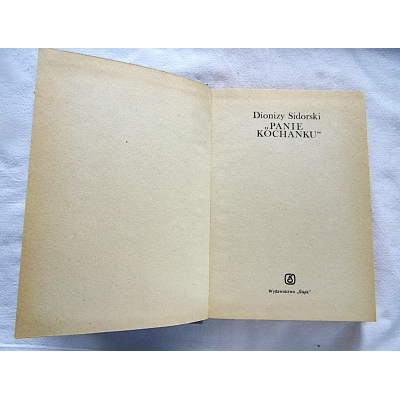 Dionizy Sidorski
„PANIE
KOCHANKU”
Wydawnictwo „Śląsk”